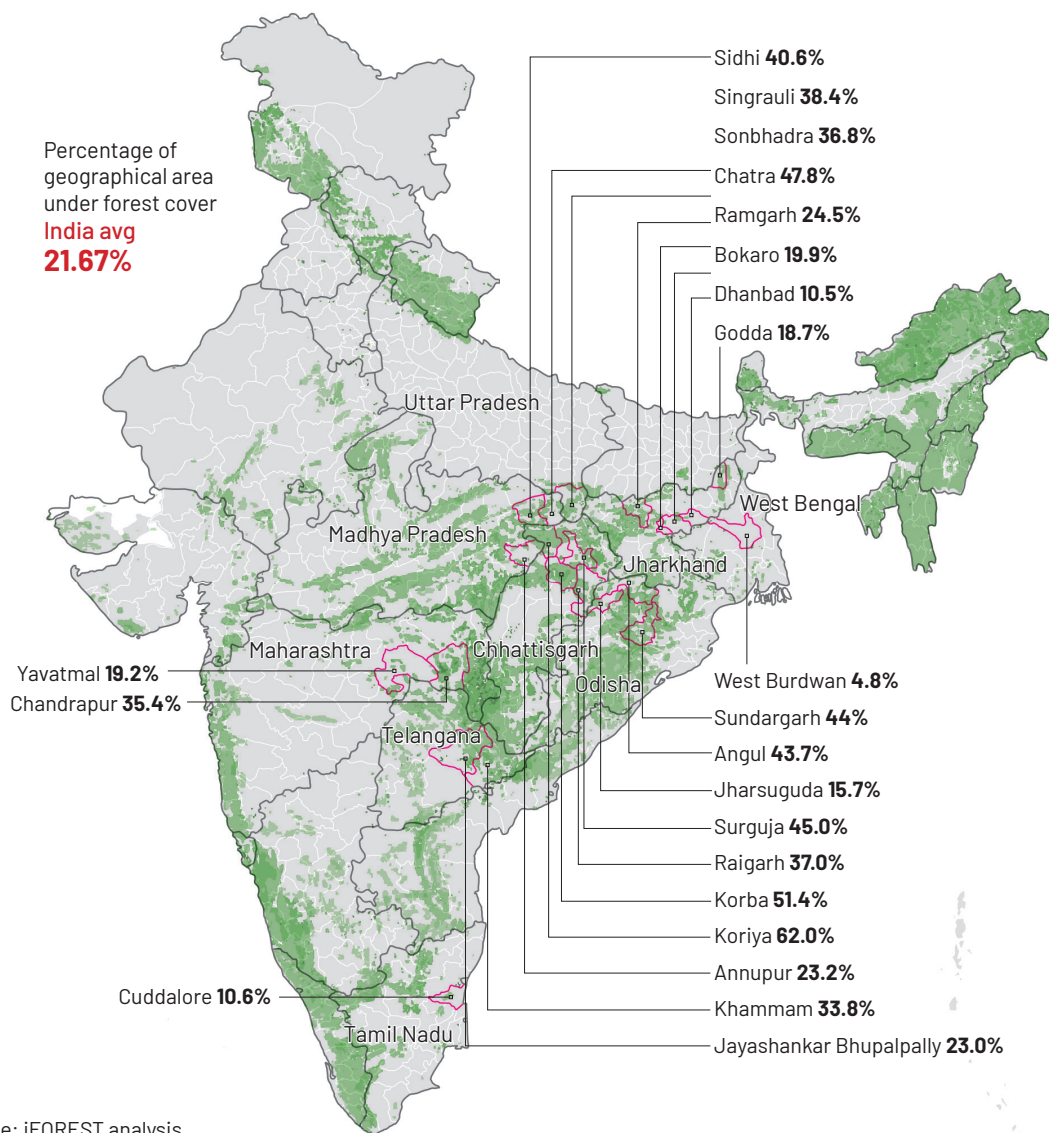 Percentage of
geographical area
under forest cover
India avg
21.67%
Sidhi 40.6%
Singrauli 38.4%
Sonbhadra 36.8%
Chatra 47.8%
Ramgarh 24.5%
Bokaro 19.9%
Dhanbad 10.5%
Godda 18.7%
Uttar Pradesh
West Bengal
Madhya Pradesh
Jharkhand
Maharashtra
Chhattisgarh
Yavatmal 19.2%
Chandrapur 35.4%
Odisha
Telangana
West Burdwan 4.8%
Sundargarh 44%
Angul 43.7%
Jharsuguda 15.7%
Surguja 45.0%
Raigarh 37.0%
Korba 51.4%
Koriya 62.0%
Annupur 23.2%
Khammam 33.8%
Jayashankar Bhupalpally 23.0%
Cuddalore 10.6%
Tamil Nadu
e: iFOREST analysis